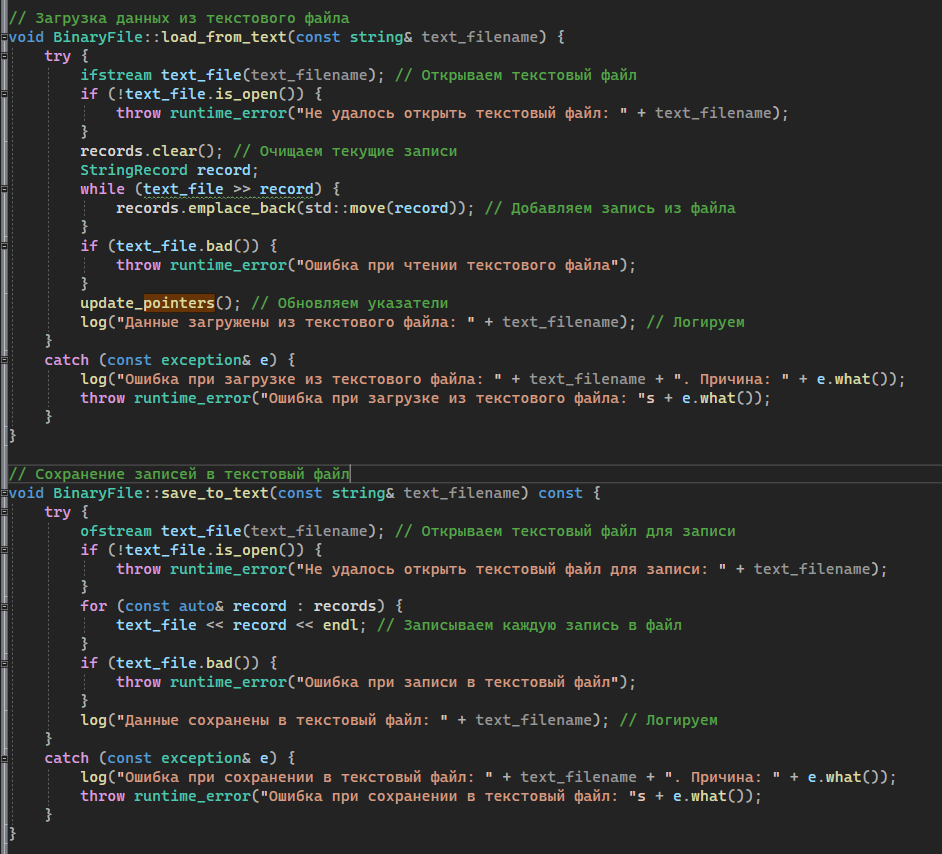 // Загрузка данных из текстового файла
void BinaryFile::load_from_text(const string& text_filename) {
    try {
        ifstream text_file(text_filename); // Открываем текстовый файл
        if (!text_file.is_open()) {
            throw runtime_error("Не удалось открыть текстовый файл: " + text_filename);
        }
        records.clear(); // Очищаем текущие записи
        StringRecord record;
        while (text_file >> record) {
            records.emplace_back(std::move(record)); // Добавляем запись из файла
        }
        if (text_file.bad()) {
            throw runtime_error("Ошибка при чтении текстового файла");
        }
        update_pointers(); // Обновляем указатели
        log("Данные загружены из текстового файла: " + text_filename); // Логируем
    }
    catch (const exception& e) {
        log("Ошибка при загрузке из текстового файла: " + text_filename + ". Причина: " + e.what());
        throw runtime_error("Ошибка при загрузке из текстового файла: "s + e.what());
    }
}

// Сохранение записей в текстовый файл
void BinaryFile::save_to_text(const string& text_filename) const {
    try {
        ofstream text_file(text_filename); // Открываем текстовый файл для записи
        if (!text_file.is_open()) {
            throw runtime_error("Не удалось открыть текстовый файл для записи: " + text_filename);
        }
        for (const auto& record : records) {
            text_file << record << endl; // Записываем каждую запись в файл
        }
        if (text_file.bad()) {
            throw runtime_error("Ошибка при записи в текстовый файл");
        }
        log("Данные сохранены в текстовый файл: " + text_filename); // Логируем
    }
    catch (const exception& e) {
        log("Ошибка при сохранении в текстовый файл: " + text_filename + ". Причина: " + e.what());
        throw runtime_error("Ошибка при сохранении в текстовый файл: "s + e.what());
    }
}